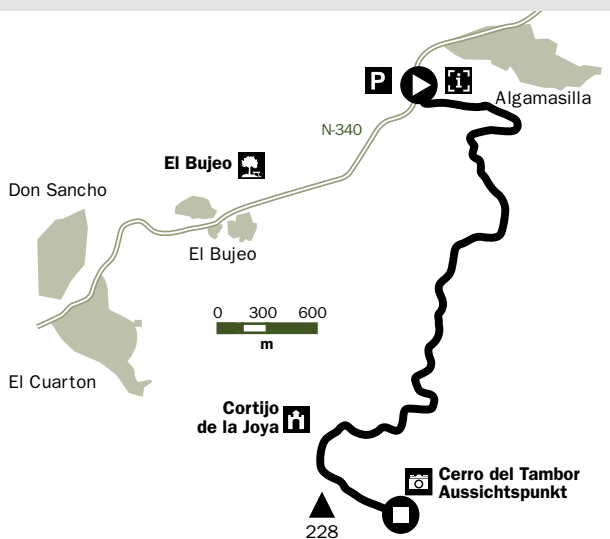 P
i
Algamasilla
N-340
El Bujeo
Don Sancho
El Bujeo
0 300 600
m
El Cuarton
Cortijo
de la Joya
Cerro del Tambor
Aussichtspunkt
228